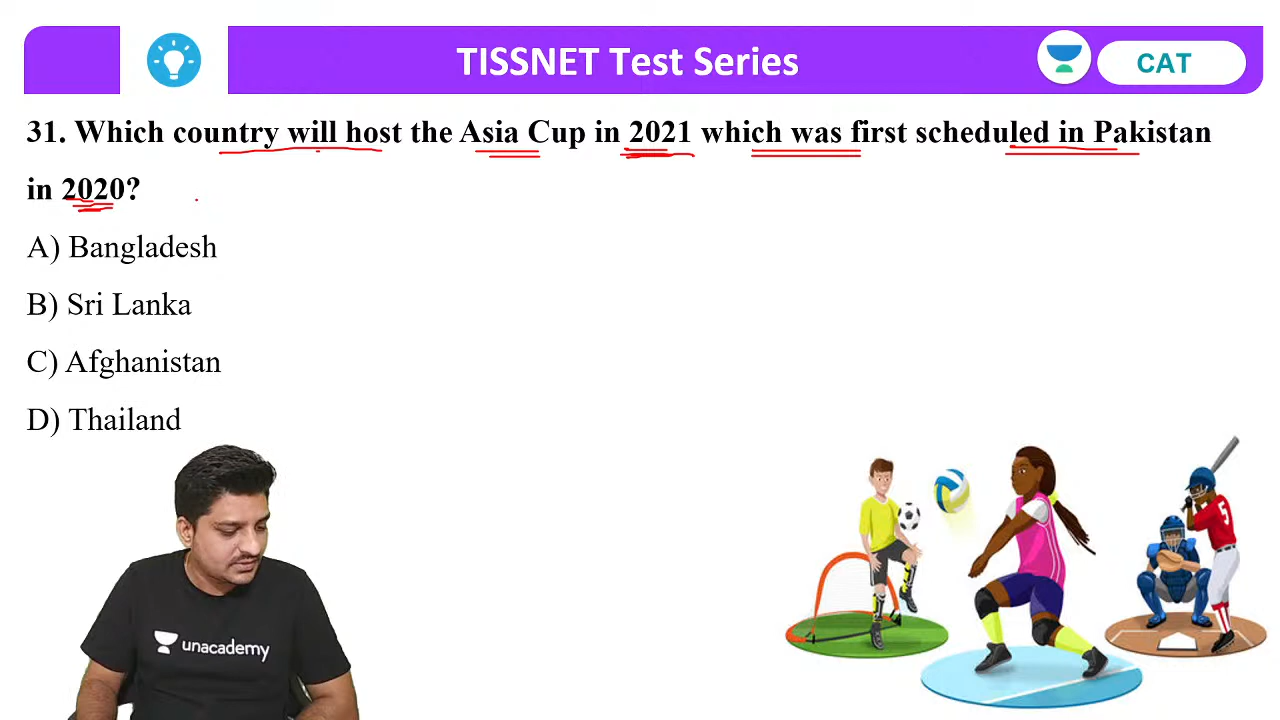 TISSNET Test Series
CAT
31. Which country will host the Asia Cup in 2021 which was first scheduled in Pakistan
in 2020?
A) Bangladesh
B) Sri Lanka
C) Afghanistan
D) Thailand
unacademy
5